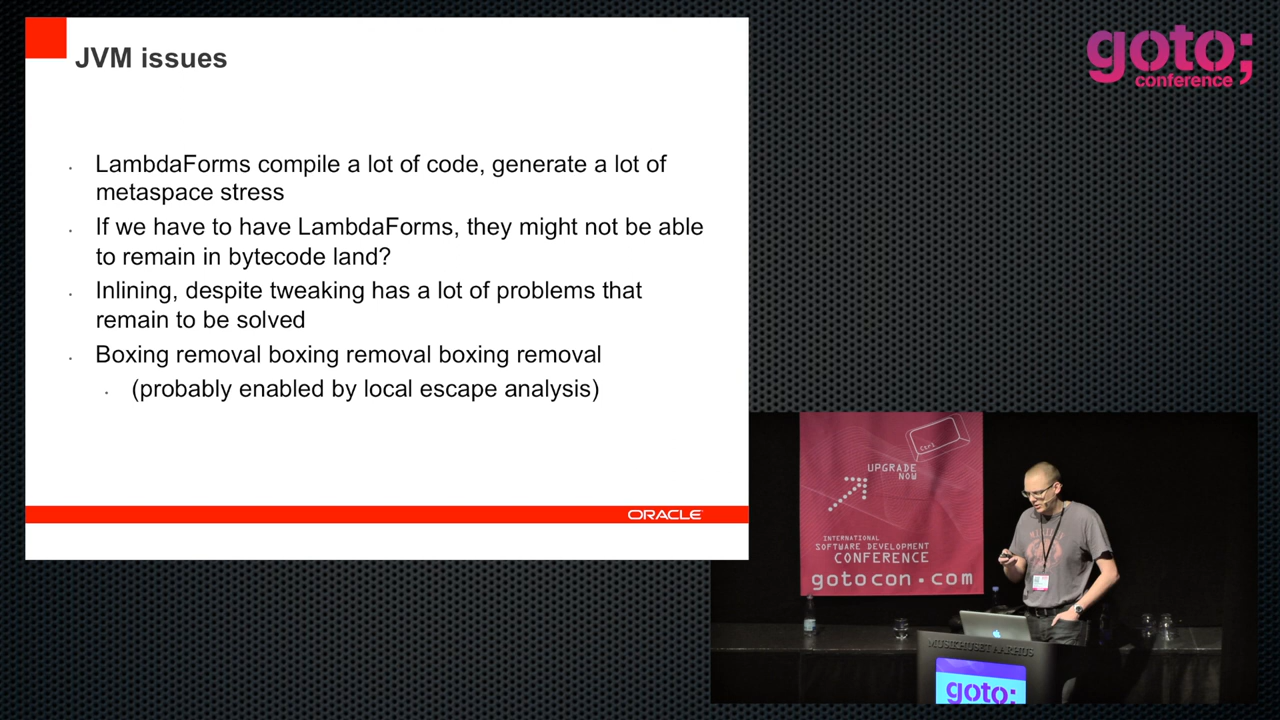 JVM issues
goto;
conference
LambdaForms compile a lot of code, generate a lot of
metaspace stress
If we have to have LambdaForms, they might not be able
to remain in bytecode land?
Inlining, despite tweaking has a lot of problems that
remain to be solved
Boxing removal boxing removal boxing removal
(probably enabled by local escape analysis)
ORACLE
Ctrl
UPGRADE
NOW
INTERNATIONAL
SOFTWARE DEVELOPMENT
CONFERENCE
gotocon.com
MUSIKHUSET AARHUS
goto;